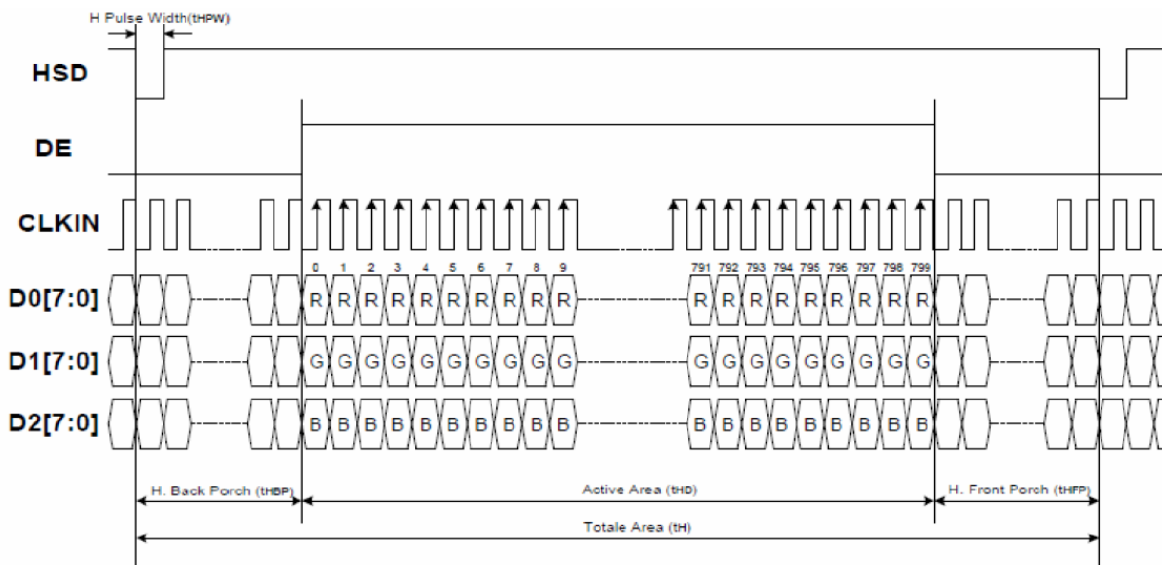 H Pulse Width(tHPW)
HSD
DE
CLKIN
0 1 2 3 4 5 6 7 8 9 791 792 793 794 795 796 797 798 799
D0[7:0] R R R R R R R R R R R R R R R R R R R
D1[7:0] G G G G G G G G G G G G G G G G G G G
D2[7:0] B B B B B B B B B B B B B B B B B B B
H. Back Porch (tHBP) Active Area (tHD) H. Front Porch (tHFP)
Totale Area (tH)